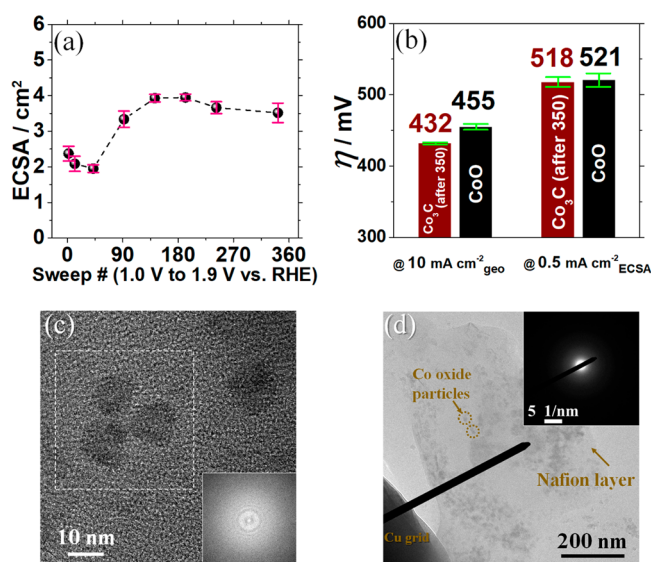 (a)
ECSA / cm²
6
5
4
3
2
1
0
0 90 180 270 360
Sweep # (1.0 V to 1.9 V vs. RHE)
(b)
η / mV
600
500
400
300
432
455
518
521
Co₃C (after 350)
CoO
Co₃C (after 350)
CoO
@ 10 mA cm⁻²geo
@ 0.5 mA cm⁻²ECSA
(c)
10 nm
(d)
Co oxide
particles
5 1/nm
Nafion layer
Cu grid
200 nm